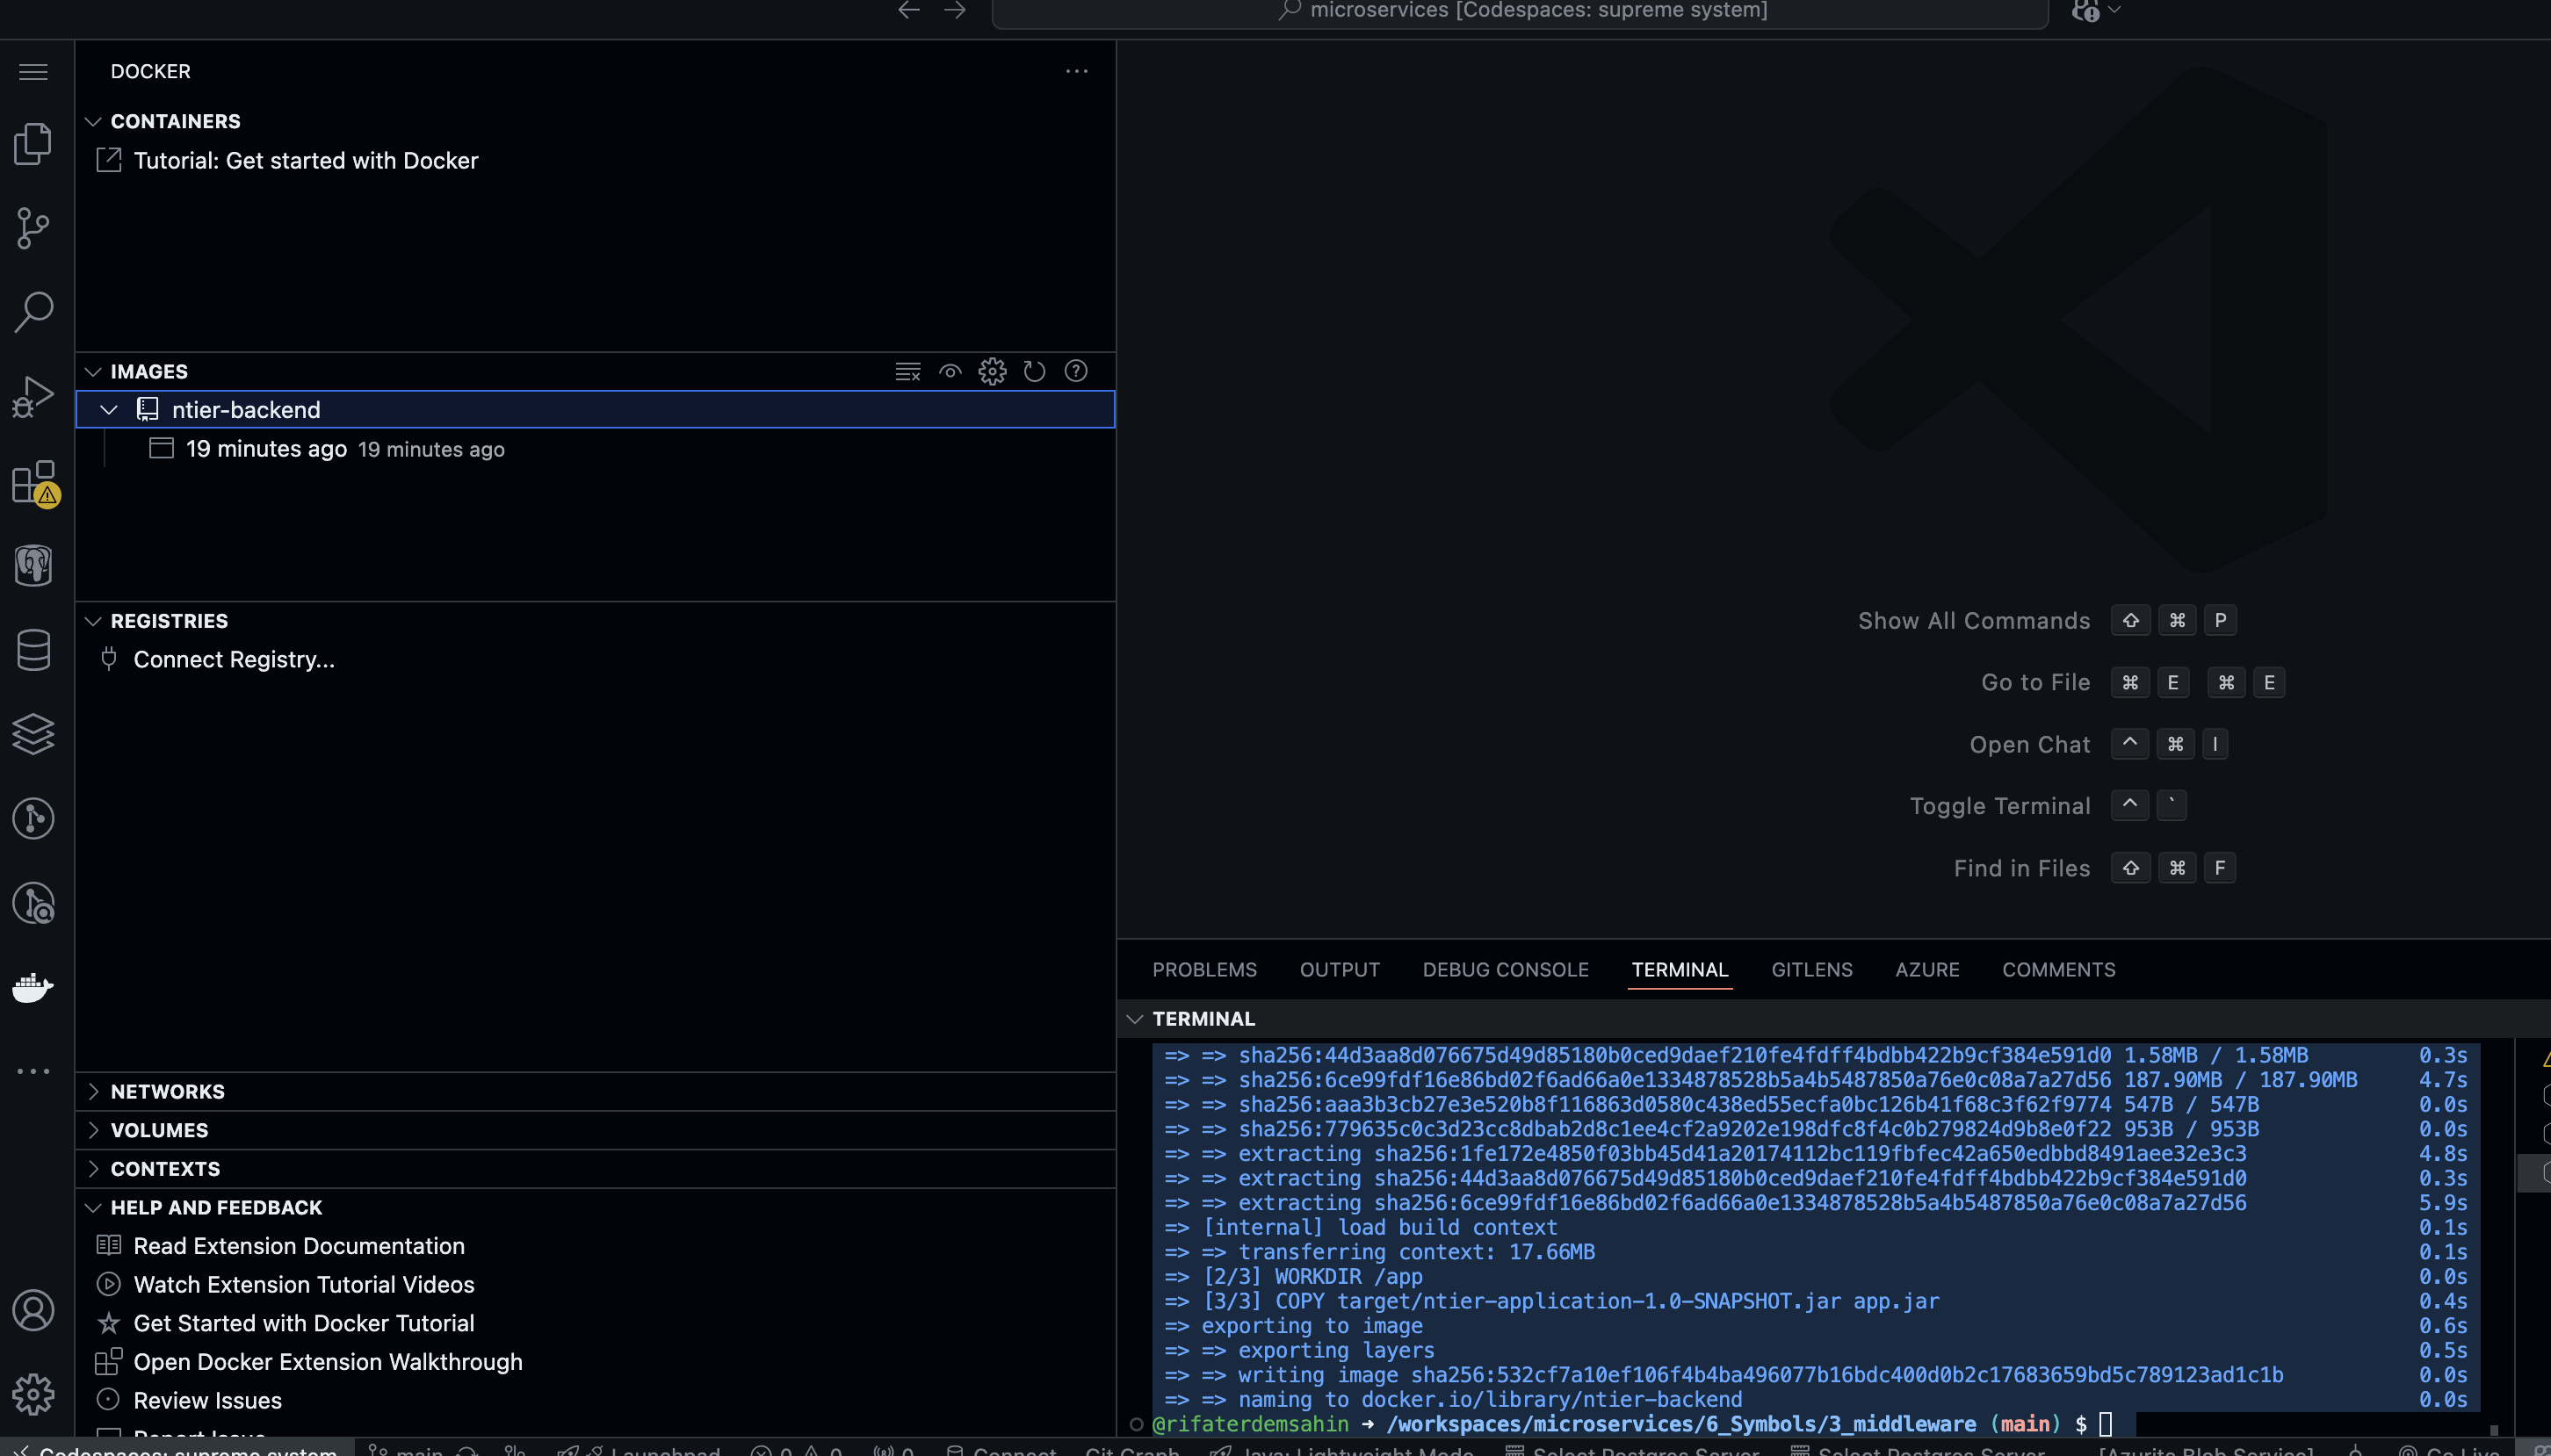 microservices [Codespaces: supreme system]
DOCKER
CONTAINERS
Tutorial: Get started with Docker
IMAGES
ntier-backend
19 minutes ago 19 minutes ago
REGISTRIES
Connect Registry...
NETWORKS
VOLUMES
CONTEXTS
HELP AND FEEDBACK
Read Extension Documentation
Watch Extension Tutorial Videos
Get Started with Docker Tutorial
Open Docker Extension Walkthrough
Review Issues
Report Issue
Show All Commands ⇧ ⌘ P
Go to File ⌘ E ⌘ E
Open Chat ^ ⌘ I
Toggle Terminal ^ `
Find in Files ⇧ ⌘ F
PROBLEMS OUTPUT DEBUG CONSOLE TERMINAL GITLENS AZURE COMMENTS
TERMINAL
=> => sha256:44d3aa8d076675d49d85180b0ced9daef210fe4fdff4bdbb422b9cf384e591d0 1.58MB / 1.58MB 0.3s
=> => sha256:6ce99fdf16e86bd02f6ad66a0e1334878528b5a4b5487850a76e0c08a7a27d56 187.90MB / 187.90MB 4.7s
=> => sha256:aaa3b3cb27e3e520b8f116863d0580c438ed55ecfa0bc126b41f68c3f62f9774 547B / 547B 0.0s
=> => sha256:779635c0c3d23cc8dbab2d8c1ee4cf2a9202e198dfc8f4c0b279824d9b8e0f22 953B / 953B 0.0s
=> => extracting sha256:1fe172e4850f03bb45d41a20174112bc119fbfec42a650edbbd8491aee32e3c3 4.8s
=> => extracting sha256:44d3aa8d076675d49d85180b0ced9daef210fe4fdff4bdbb422b9cf384e591d0 0.3s
=> => extracting sha256:6ce99fdf16e86bd02f6ad66a0e1334878528b5a4b5487850a76e0c08a7a27d56 5.9s
=> [internal] load build context 0.1s
=> => transferring context: 17.66MB 0.1s
=> [2/3] WORKDIR /app 0.0s
=> [3/3] COPY target/ntier-application-1.0-SNAPSHOT.jar app.jar 0.4s
=> exporting to image 0.6s
=> => exporting layers 0.5s
=> => writing image sha256:532cf7a10ef106f4b4ba496077b16bdc400d0b2c17683659bd5c789123ad1c1b 0.0s
=> => naming to docker.io/library/ntier-backend 0.0s
@rifaterdemsahin ➜ /workspaces/microservices/6_Symbols/3_middleware (main) $
Codespaces: supreme system main Launchpad 0 0 0 Connect Git Graph Java: Lightweight Mode Select Postgres Server Select Postgres Server [Azurite Blob Service] Go Live